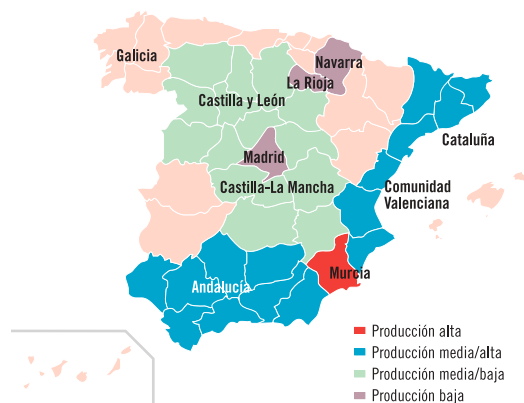 Galicia
Navarra
La Rioja
Castilla y León
Cataluña
Madrid
Castilla–La Mancha
Comunidad
Valenciana
Murcia
Andalucía
Producción alta
Producción media/alta
Producción media/baja
Producción baja